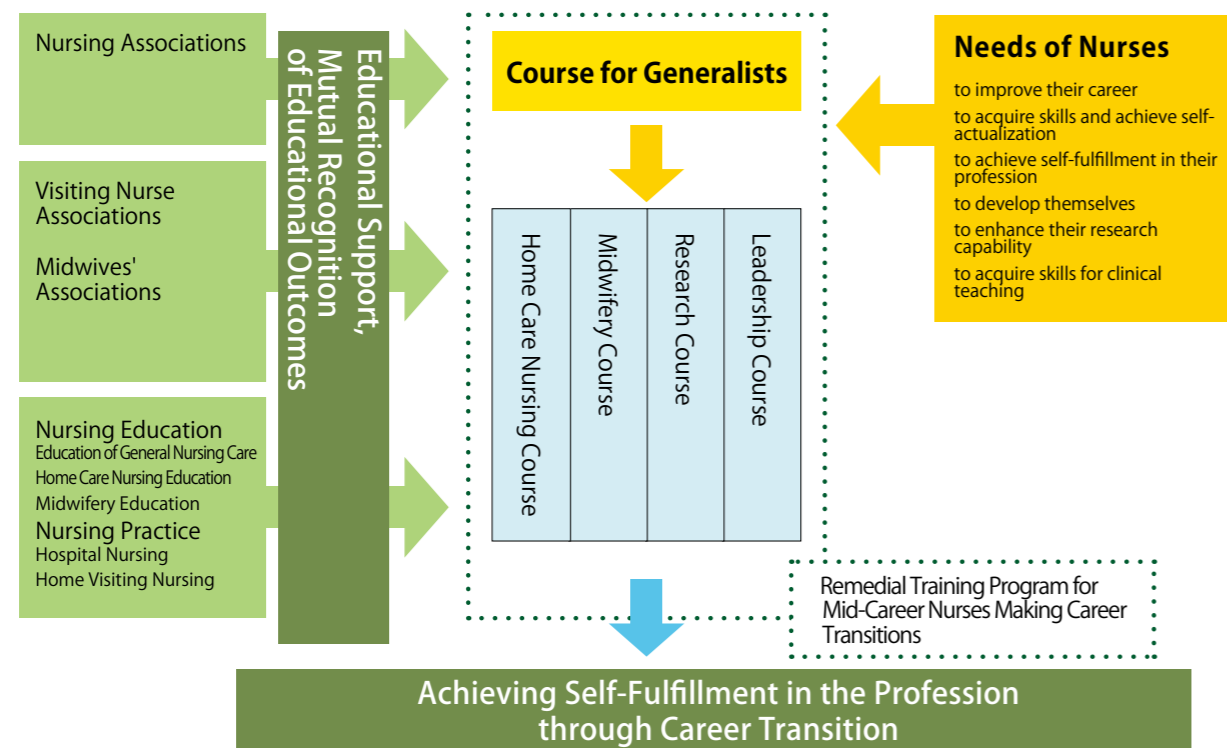 Nursing Associations
Visiting Nurse
Associations
Midwives'
Associations
Nursing Education
Education of General Nursing Care
Home Care Nursing Education
Midwifery Education
Nursing Practice
Hospital Nursing
Home Visiting Nursing
Educational Support,
Mutual Recognition
of Educational Outcomes
Course for Generalists
Home Care Nursing Course
Midwifery Course
Research Course
Leadership Course
Needs of Nurses
to improve their career
to acquire skills and achieve self-
actualization
to achieve self-fulfillment in their
profession
to develop themselves
to enhance their research
capability
to acquire skills for clinical
teaching
Remedial Training Program for
Mid-Career Nurses Making Career
Transitions
Achieving Self-Fulfillment in the Profession
through Career Transition